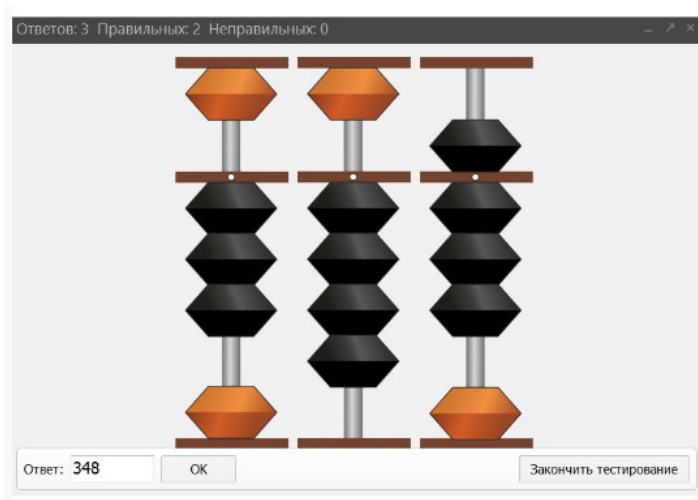 Ответов: 3 Правильных: 2 Неправильных: 0
Ответ: 348 OK Закончить тестирование